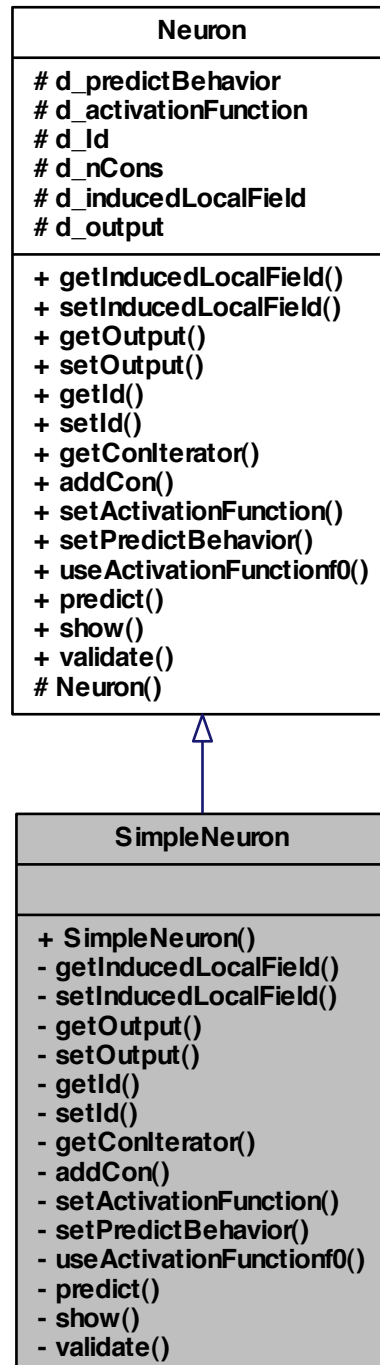 Neuron
# d_predictBehavior
# d_activationFunction
# d_Id
# d_nCons
# d_inducedLocalField
# d_output
+ getInducedLocalField()
+ setInducedLocalField()
+ getOutput()
+ setOutput()
+ getId()
+ setId()
+ getConIterator()
+ addCon()
+ setActivationFunction()
+ setPredictBehavior()
+ useActivationFunctionf0()
+ predict()
+ show()
+ validate()
# Neuron()
SimpleNeuron
+ SimpleNeuron()
- getInducedLocalField()
- setInducedLocalField()
- getOutput()
- setOutput()
- getId()
- setId()
- getConIterator()
- addCon()
- setActivationFunction()
- setPredictBehavior()
- useActivationFunctionf0()
- predict()
- show()
- validate()